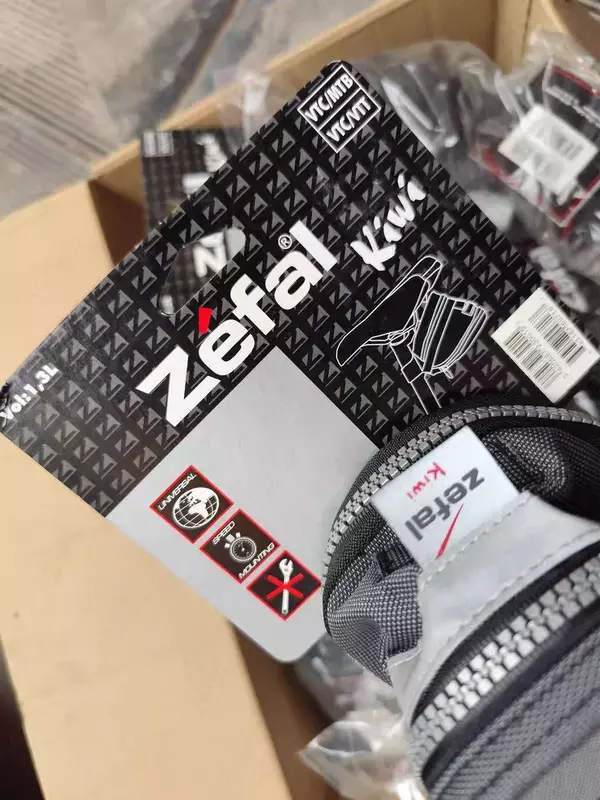 VTC/MTB
VTC/VTT
Kiwi
Zéfal®
Vol:1,3L
UNIVERSAL
SPEED
MOUNTING
zefal
Kiwi